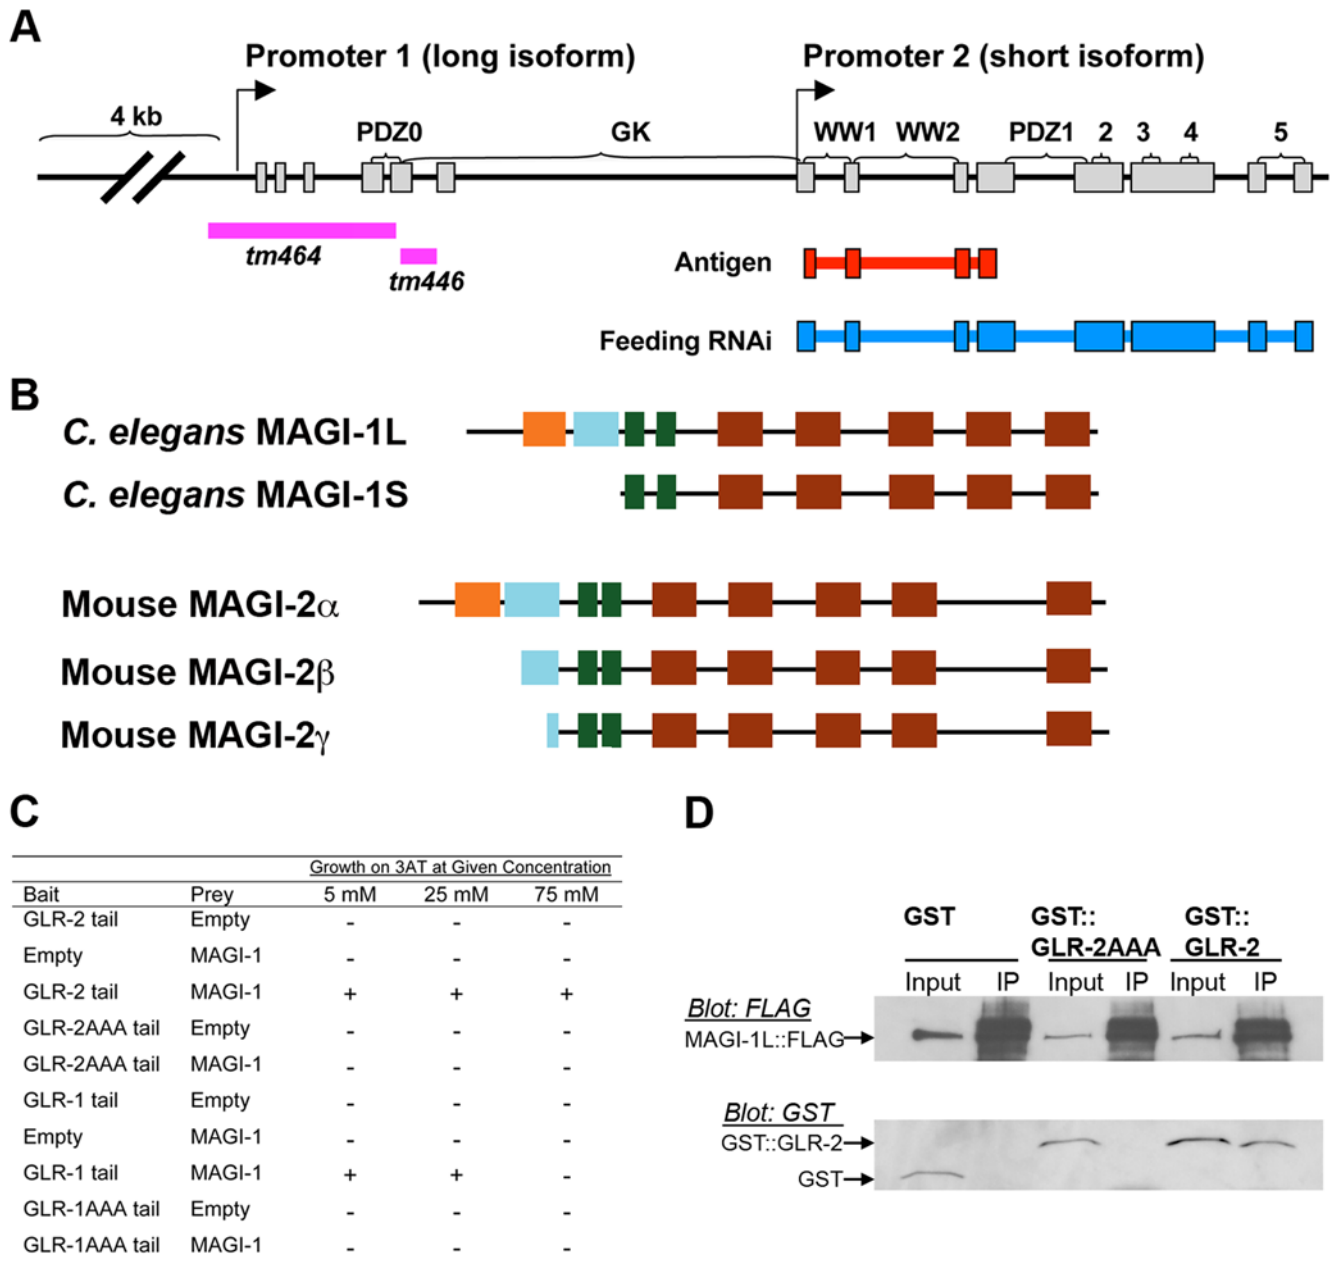 A
Promoter 1 (long isoform)
Promoter 2 (short isoform)
4 kb
PDZ0
GK
WW1
WW2
PDZ1
2
3
4
5
tm464
tm446
Antigen
Feeding RNAi
B
C. elegans MAGI-1L
C. elegans MAGI-1S
Mouse MAGI-2α
Mouse MAGI-2β
Mouse MAGI-2γ
C
Growth on 3AT at Given Concentration
Bait Prey 5 mM 25 mM 75 mM
GLR-2 tail Empty - - -
Empty MAGI-1 - - -
GLR-2 tail MAGI-1 + + +
GLR-2AAA tail Empty - - -
GLR-2AAA tail MAGI-1 - - -
GLR-1 tail Empty - - -
Empty MAGI-1 - - -
GLR-1 tail MAGI-1 + + -
GLR-1AAA tail Empty - - -
GLR-1AAA tail MAGI-1 - - -
D
GST
GST::
GLR-2AAA
GST::
GLR-2
Input IP Input IP Input IP
Blot: FLAG
MAGI-1L::FLAG
Blot: GST
GST::GLR-2
GST